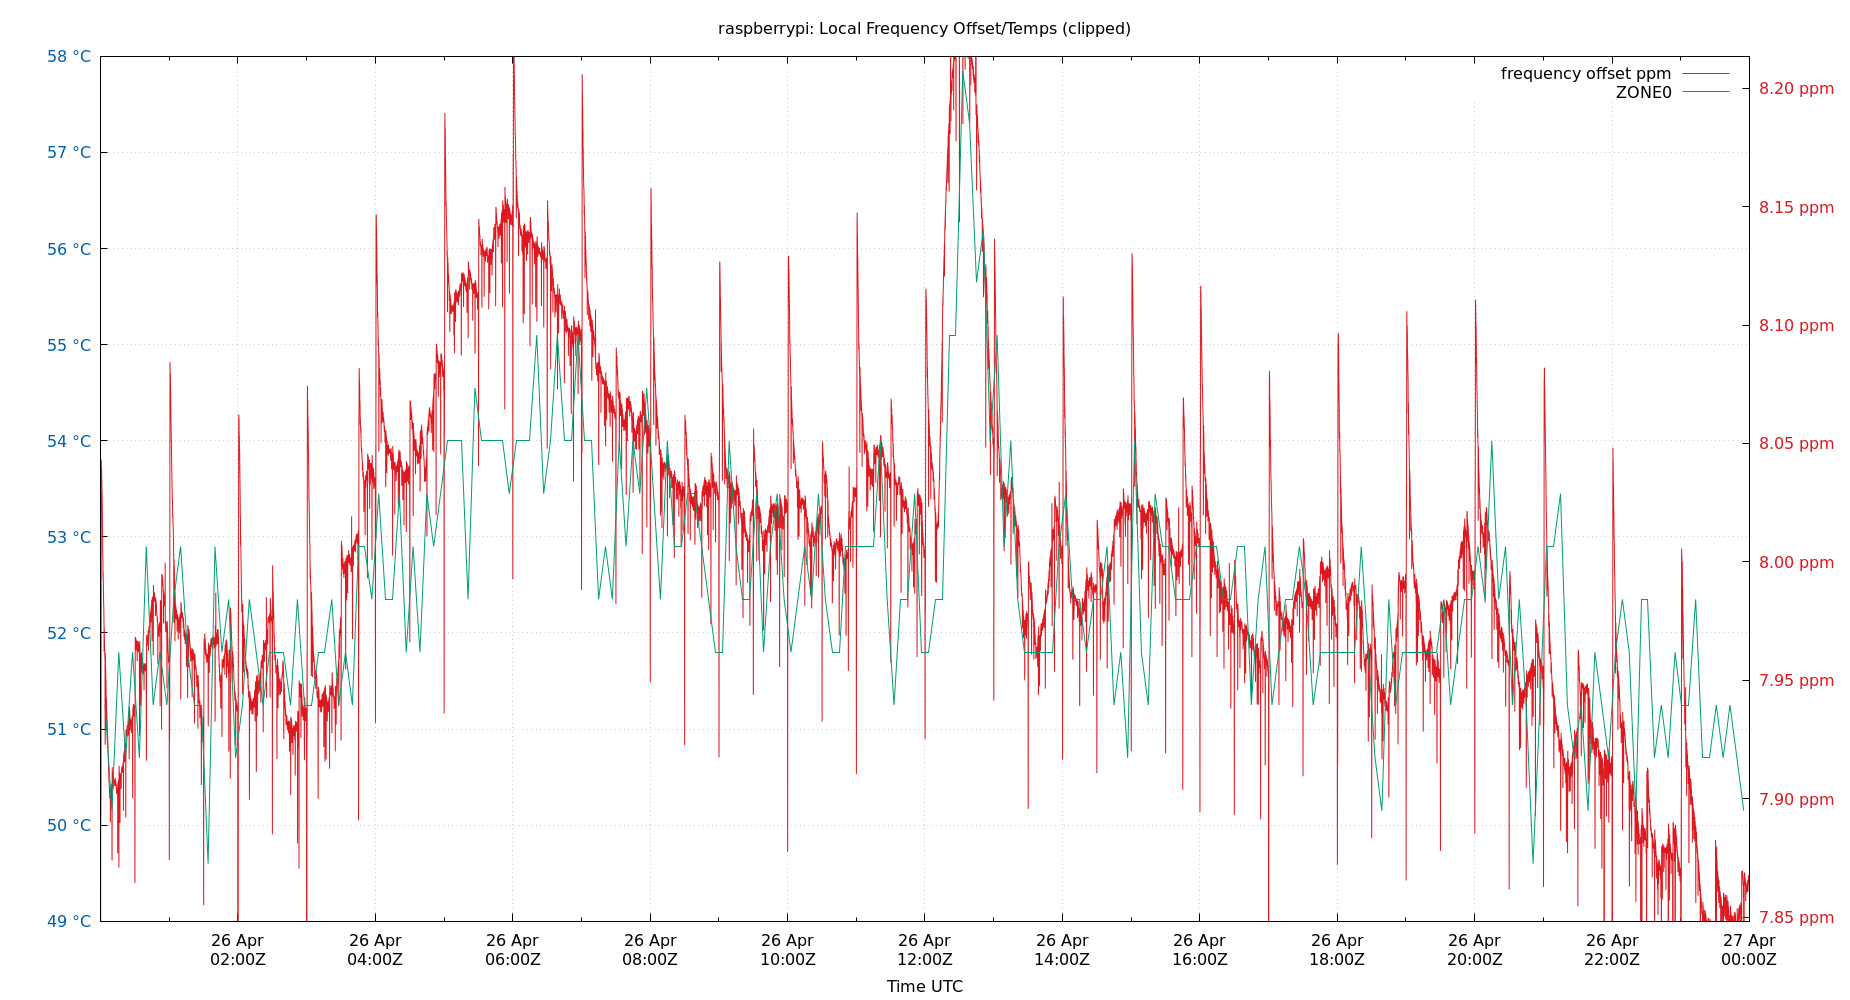 raspberrypi: Local Frequency Offset/Temps (clipped)
frequency offset ppm
ZONE0
58 °C
57 °C
56 °C
55 °C
54 °C
53 °C
52 °C
51 °C
50 °C
49 °C
8.20 ppm
8.15 ppm
8.10 ppm
8.05 ppm
8.00 ppm
7.95 ppm
7.90 ppm
7.85 ppm
26 Apr
02:00Z
26 Apr
04:00Z
26 Apr
06:00Z
26 Apr
08:00Z
26 Apr
10:00Z
26 Apr
12:00Z
26 Apr
14:00Z
26 Apr
16:00Z
26 Apr
18:00Z
26 Apr
20:00Z
26 Apr
22:00Z
27 Apr
00:00Z
Time UTC